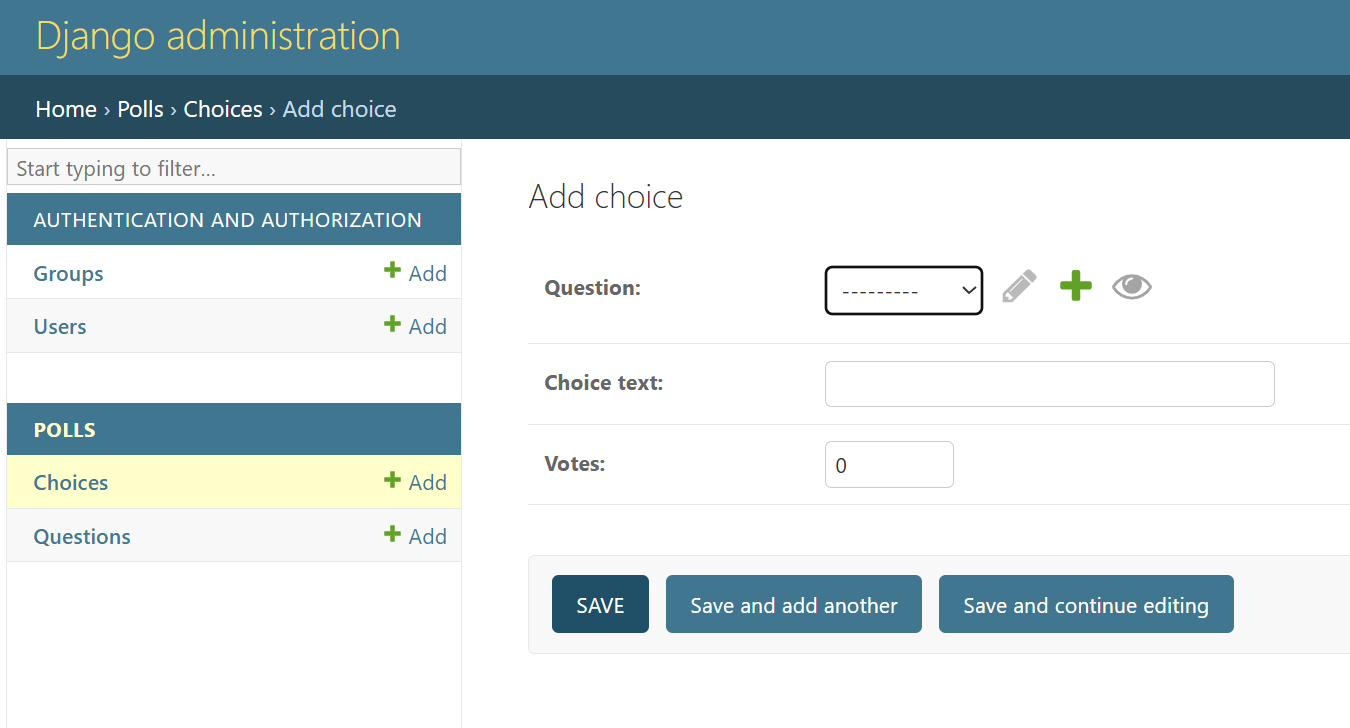 Django administration
Home › Polls › Choices › Add choice
Start typing to filter...
AUTHENTICATION AND AUTHORIZATION
Groups Add
Users Add
POLLS
Choices Add
Questions Add
Add choice
Question: ---------
Choice text:
Votes: 0
SAVE Save and add another Save and continue editing